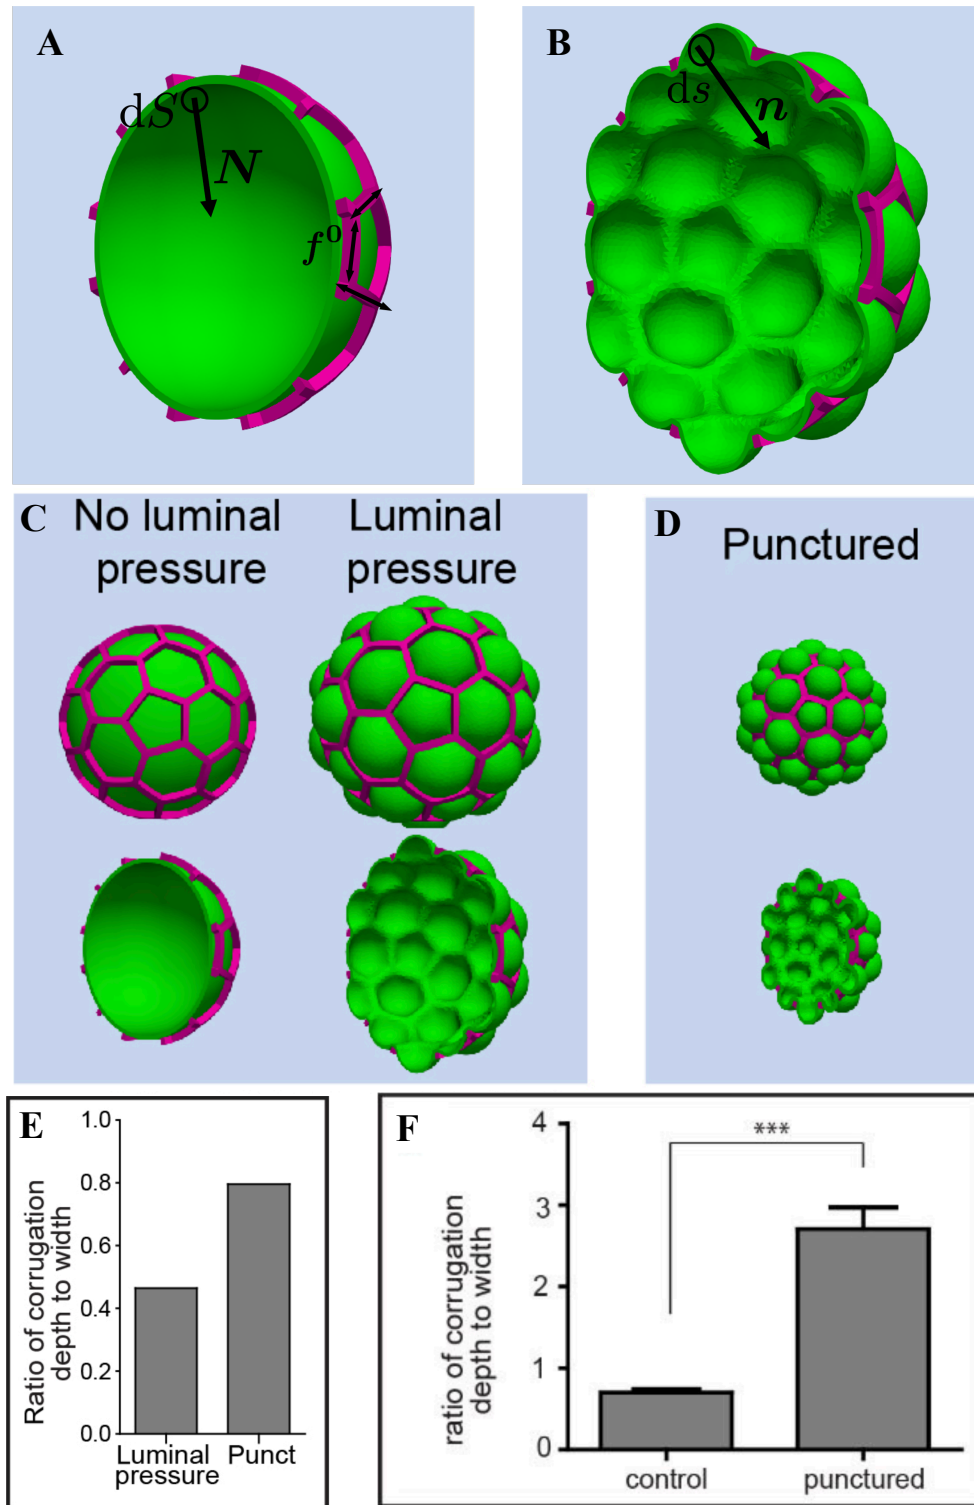 A
dS
N
f⁰
B
ds
n
C
No luminal
pressure
Luminal
pressure
D
Punctured
E
Ratio of corrugation
depth to width
1.0
0.8
0.6
0.4
0.2
0.0
Luminal
pressure
Punct
F
ratio of corrugation
depth to width
4
3
2
1
0
***
control
punctured